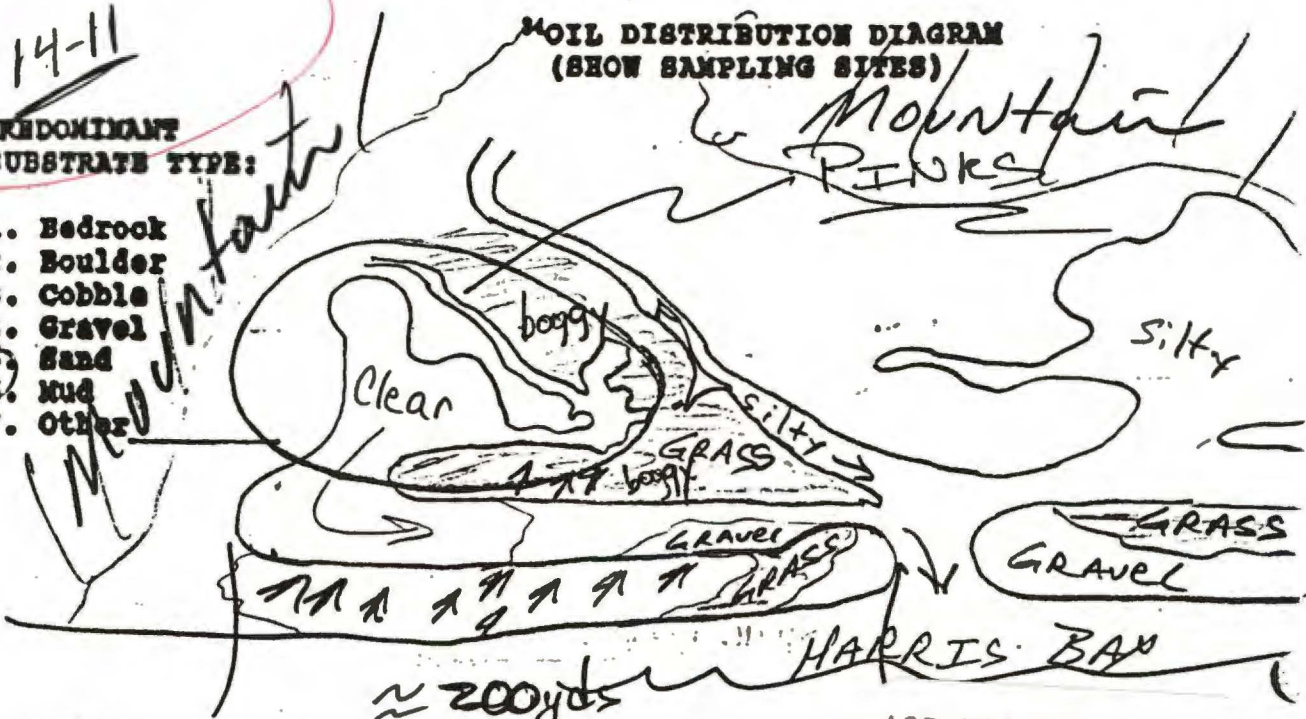 14-11
OIL DISTRIBUTION DIAGRAM
(SHOW SAMPLING SITES)
REDOMINANT
SUBSTRATE TYPE:
. Bedrock
. Boulder
. Cobble
. Gravel
. Sand
. Mud
. Other
Mountain
Mountain
PINKS
boggy
Silty
Clear
silty
GRASS
boggy
GRAVEL
GRASS
GRASS
GRAVEL
HARRIS BAY
≈ 200yds